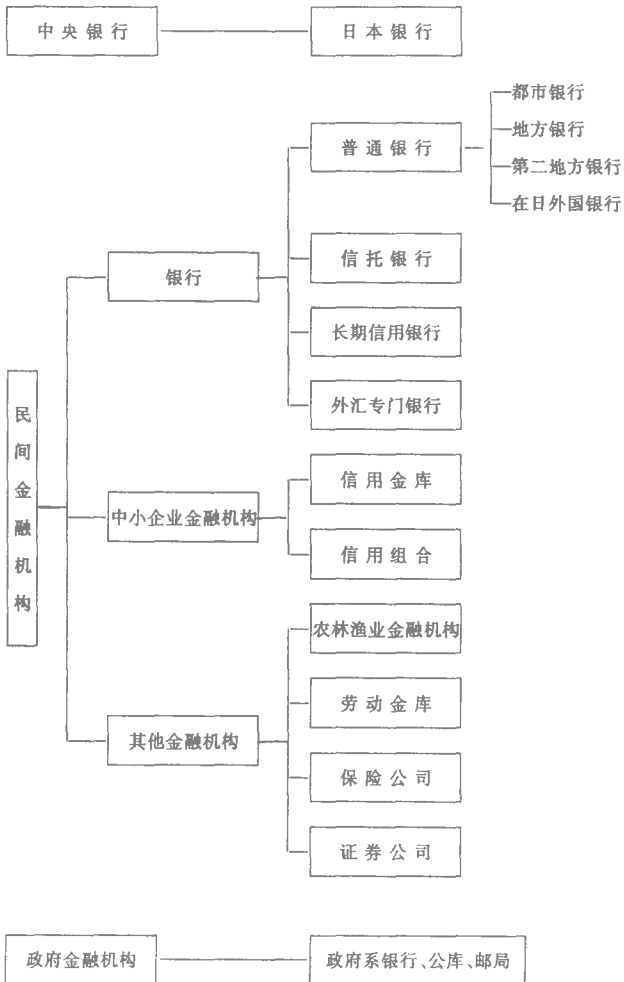 中央银行
日本银行
都市银行
地方银行
第二地方银行
在日外国银行
普通银行
信托银行
银行
长期信用银行
外汇专门银行
民间金融机构
信用金库
中小企业金融机构
信用组合
农林渔业金融机构
劳动金库
其他金融机构
保险公司
证券公司
政府金融机构
政府系银行、公库、邮局